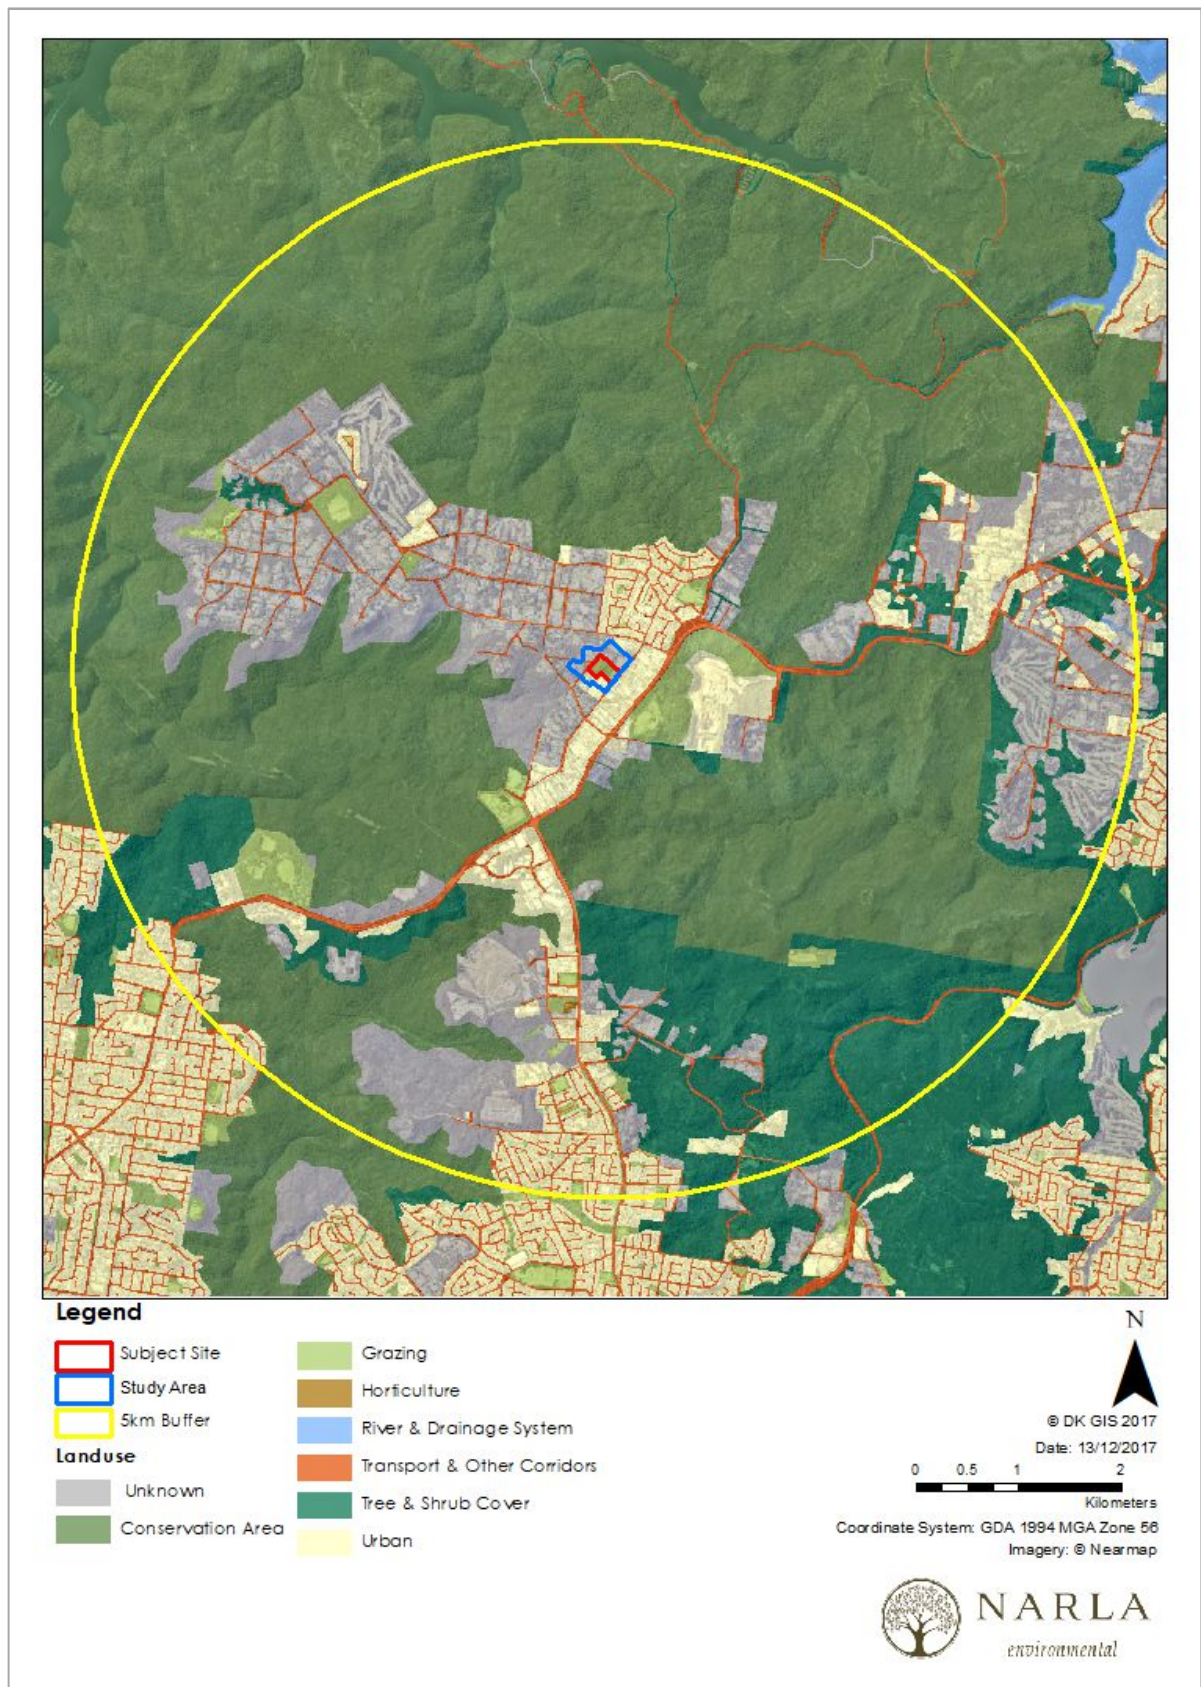 Legend
Subject Site
Study Area
5km Buffer
Landuse
Unknown
Conservation Area
Grazing
Horticulture
River & Drainage System
Transport & Other Corridors
Tree & Shrub Cover
Urban
N
© DK GIS 2017
Date: 13/12/2017
0 0.5 1 2
Kilometers
Coordinate System: GDA 1994 MGA Zone 56
Imagery: © Nearmap
NARLA
environmental